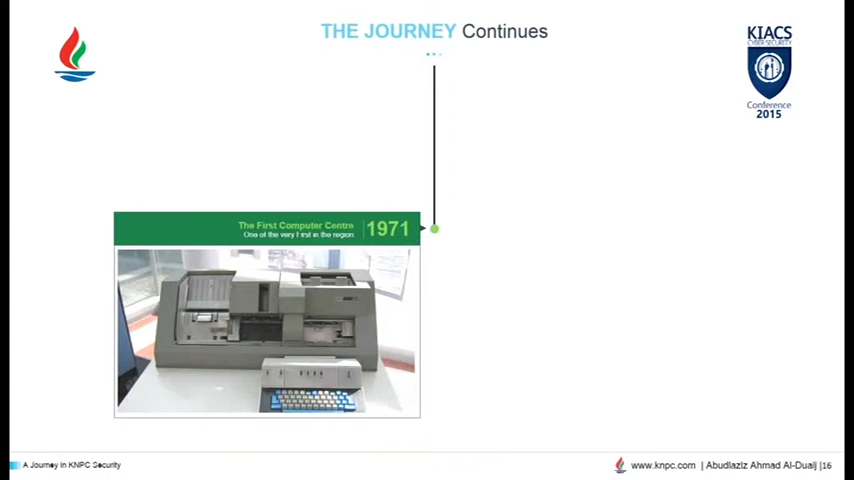 THE JOURNEY Continues
KIACS
CYBER SECURITY
Conference
2015
The First Computer Centre
One of the very First in the region
1971
A Journey in KNPC Security
www.knpc.com | Abudlaziz Ahmad Al-Duaij |16